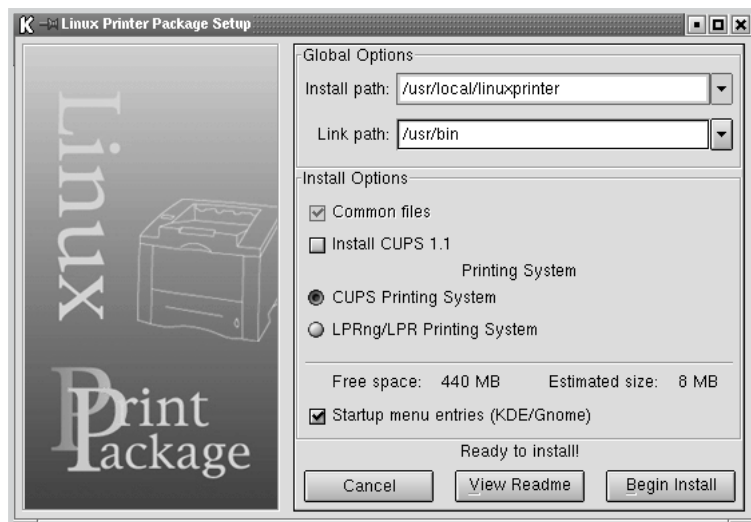 Linux Printer Package Setup
Linux
Print
Package
Global Options
Install path: /usr/local/linuxprinter
Link path: /usr/bin
Install Options
Common files
Install CUPS 1.1
Printing System
CUPS Printing System
LPRng/LPR Printing System
Free space: 440 MB Estimated size: 8 MB
Startup menu entries (KDE/Gnome)
Ready to install!
Cancel View Readme Begin Install